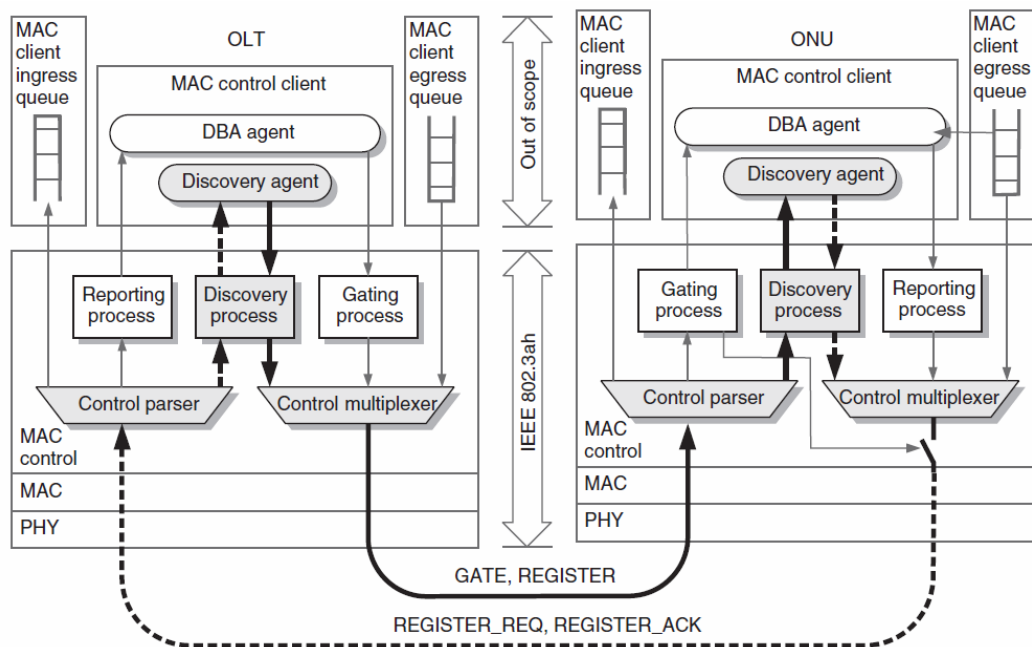 MAC
client
ingress
queue
OLT
MAC
client
egress
queue
MAC control client
DBA agent
Discovery agent
Out of scope
MAC
client
ingress
queue
ONU
MAC
client
egress
queue
MAC control client
DBA agent
Discovery agent
Reporting
process
Discovery
process
Gating
process
Control parser
Control multiplexer
MAC
control
MAC
PHY
IEEE 802.3ah
Gating
process
Discovery
process
Reporting
process
Control parser
Control multiplexer
MAC
control
MAC
PHY
GATE, REGISTER
REGISTER_REQ, REGISTER_ACK